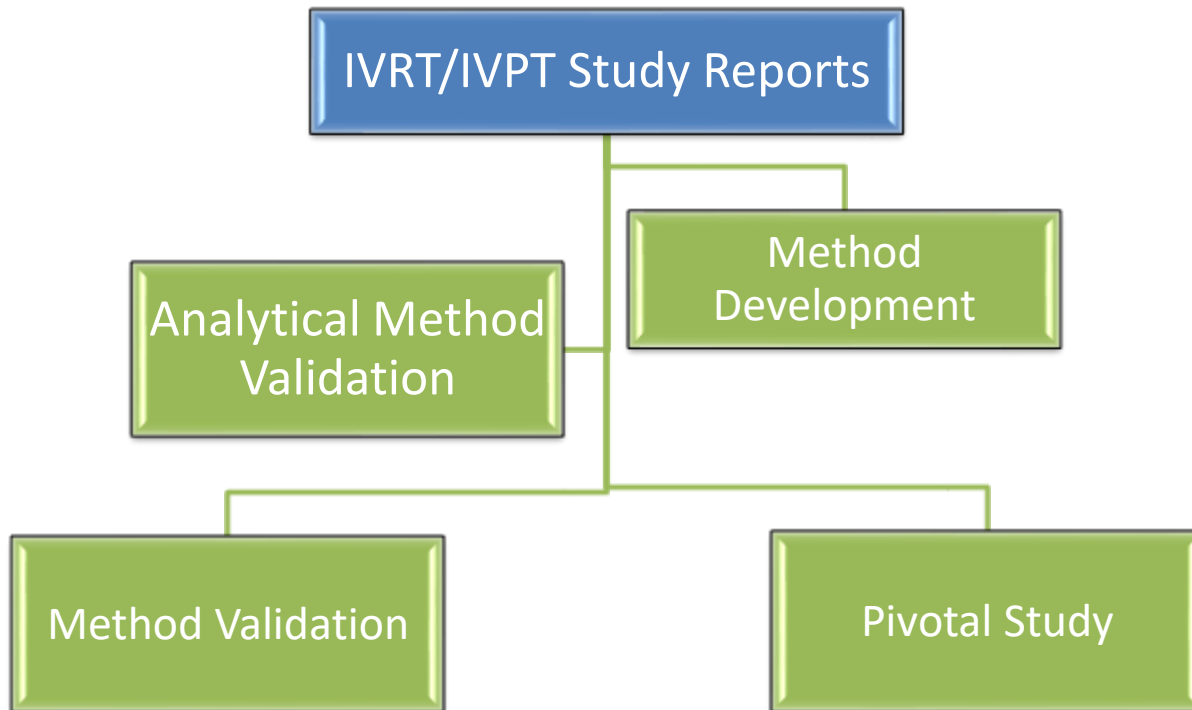 IVRT/IVPT Study Reports
Method
Development
Analytical Method
Validation
Method Validation
Pivotal Study